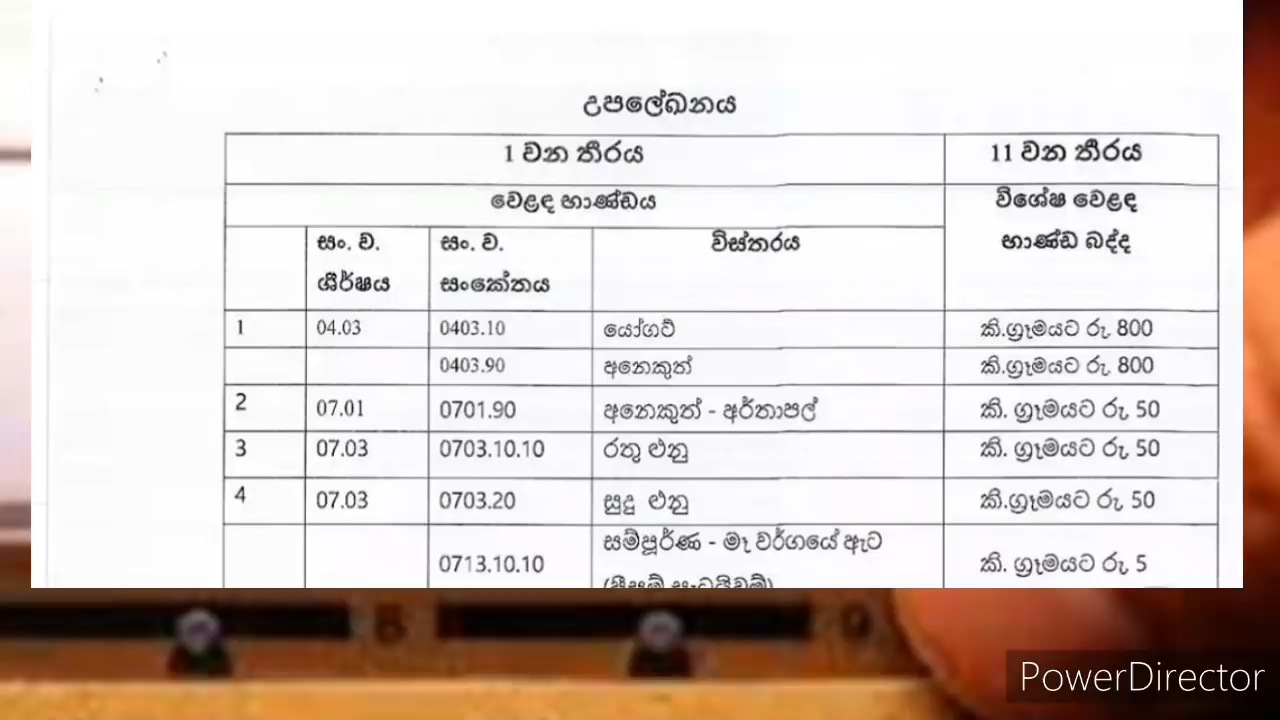 උපලේඛනය
1 වන තීරය
11 වන තීරය
වෙළඳ භාණ්ඩය
විශේෂ වෙළඳ
භාණ්ඩ බද්ද
සං. ව.
ශීර්ෂය
සං. ව.
සංකේතය
විස්තරය
1 04.03 0403.10 යෝගට් කි.ග්‍රෑමයට රු. 800
0403.90 අනෙකුත් කි.ග්‍රෑමයට රු. 800
2 07.01 0701.90 අනෙකුත් - අර්තාපල් කි. ග්‍රෑමයට රු. 50
3 07.03 0703.10.10 රතු ළූනු කි. ග්‍රෑමයට රු. 50
4 07.03 0703.20 සුදු ළූනු කි.ග්‍රෑමයට රු. 50
0713.10.10 සම්පූර්ණ - මෑ වර්ගයේ ඇට කි. ග්‍රෑමයට රු. 5
8 9
PowerDirector